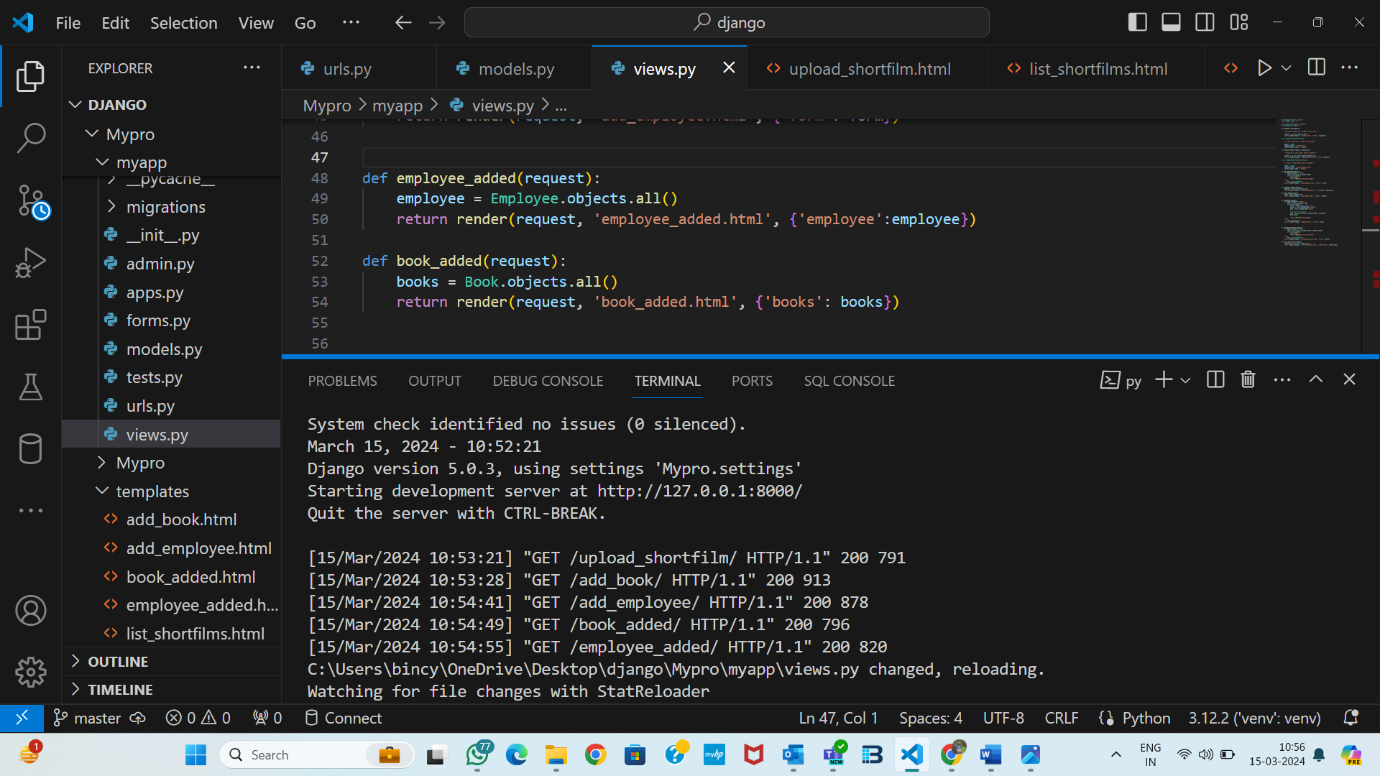 File Edit Selection View Go ... django
EXPLORER ...
DJANGO
Mypro
myapp
__pycache__
migrations
__init__.py
admin.py
apps.py
forms.py
models.py
tests.py
urls.py
views.py
Mypro
templates
add_book.html
add_employee.html
book_added.html
employee_added.h...
list_shortfilms.html
OUTLINE
TIMELINE
urls.py models.py views.py upload_shortfilm.html list_shortfilms.html
Mypro > myapp > views.py > ...
46
47
48 def employee_added(request):
49 employee = Employee.objects.all()
50 return render(request, 'employee_added.html', {'employee':employee})
51
52 def book_added(request):
53 books = Book.objects.all()
54 return render(request, 'book_added.html', {'books': books})
55
56
PROBLEMS OUTPUT DEBUG CONSOLE TERMINAL PORTS SQL CONSOLE py
System check identified no issues (0 silenced).
March 15, 2024 - 10:52:21
Django version 5.0.3, using settings 'Mypro.settings'
Starting development server at http://127.0.0.1:8000/
Quit the server with CTRL-BREAK.
[15/Mar/2024 10:53:21] "GET /upload_shortfilm/ HTTP/1.1" 200 791
[15/Mar/2024 10:53:28] "GET /add_book/ HTTP/1.1" 200 913
[15/Mar/2024 10:54:41] "GET /add_employee/ HTTP/1.1" 200 878
[15/Mar/2024 10:54:49] "GET /book_added/ HTTP/1.1" 200 796
[15/Mar/2024 10:54:55] "GET /employee_added/ HTTP/1.1" 200 820
C:\Users\bincy\OneDrive\Desktop\django\Mypro\myapp\views.py changed, reloading.
Watching for file changes with StatReloader
master 0 0 0 Connect Ln 47, Col 1 Spaces: 4 UTF-8 CRLF Python 3.12.2 ('venv': venv)
1 Search 77 myhp NEW ENG 10:56
IN 15-03-2024 PRE